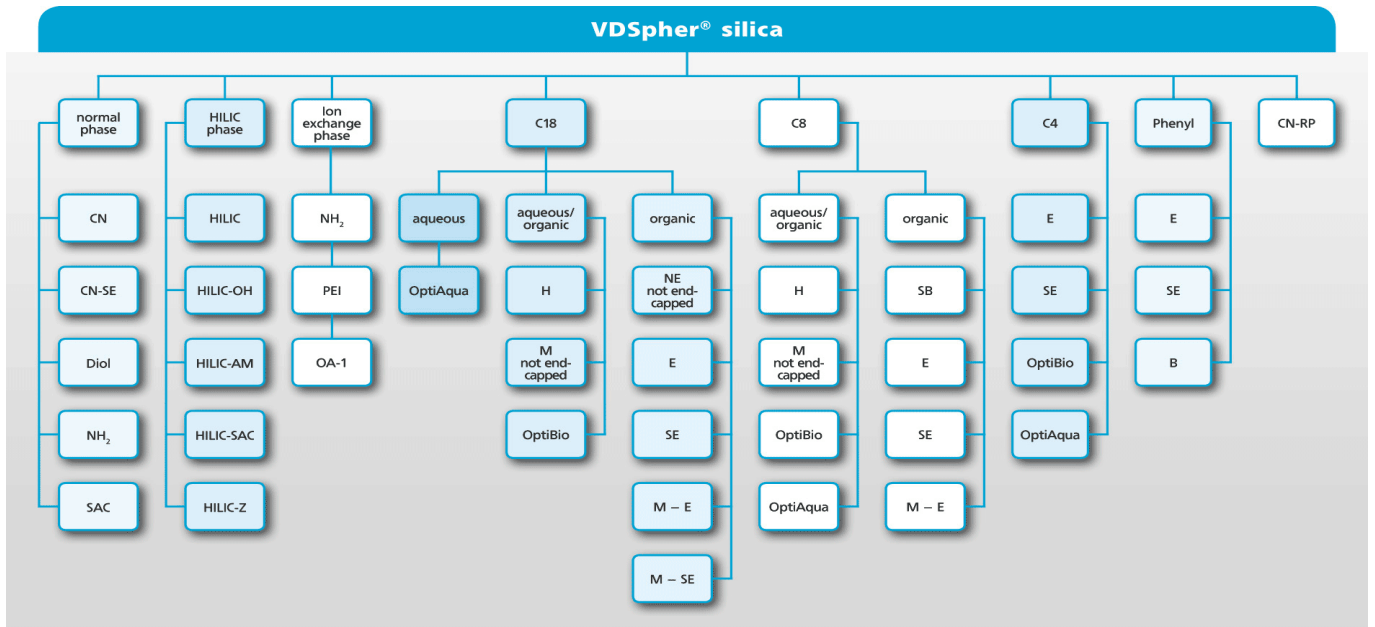 VDSpher® silica
normal
phase
CN
CN-SE
Diol
NH₂
SAC
HILIC
phase
HILIC
HILIC-OH
HILIC-AM
HILIC-SAC
HILIC-Z
Ion
exchange
phase
NH₂
PEI
OA-1
C18
aqueous
OptiAqua
aqueous/
organic
H
M
not end-
capped
OptiBio
organic
NE
not end-
capped
E
SE
M – E
M – SE
C8
aqueous/
organic
H
M
not end-
capped
OptiBio
OptiAqua
organic
SB
E
SE
M – E
C4
E
SE
OptiBio
OptiAqua
Phenyl
E
SE
B
CN-RP